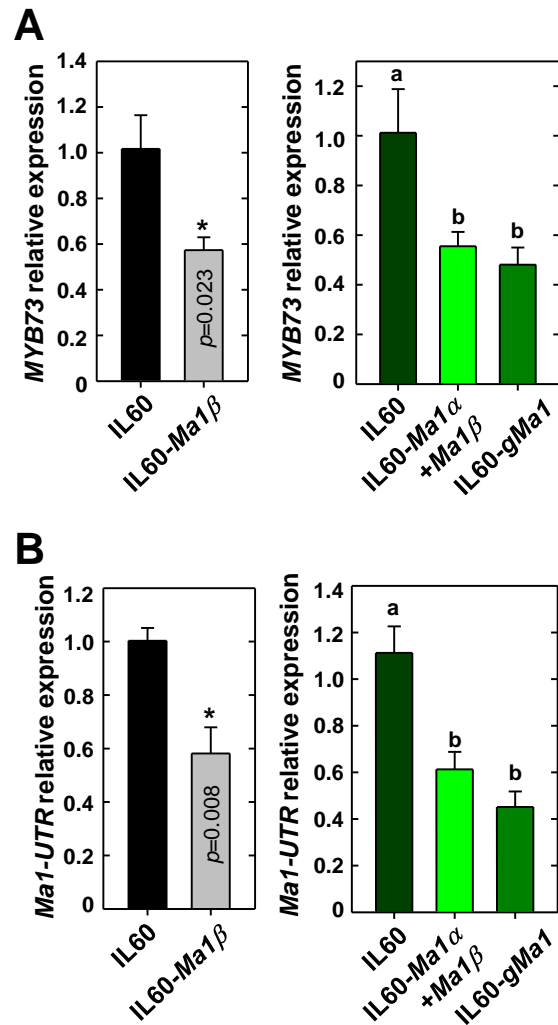 A
MYB73 relative expression
1.4
1.2
1.0
0.8
0.6
0.4
0.2
0
*
p=0.023
IL60
IL60-Ma1β
MYB73 relative expression
1.2
1.0
0.8
0.6
0.4
0.2
0
a
b
b
IL60
IL60-Ma1α
+Ma1β
IL60-gMa1
B
Ma1-UTR relative expression
1.2
1.0
0.8
0.6
0.4
0.2
0
*
p=0.008
IL60
IL60-Ma1β
Ma1-UTR relative expression
1.4
1.2
1.0
0.8
0.6
0.4
0.2
0
a
b
b
IL60
IL60-Ma1α
+Ma1β
IL60-gMa1